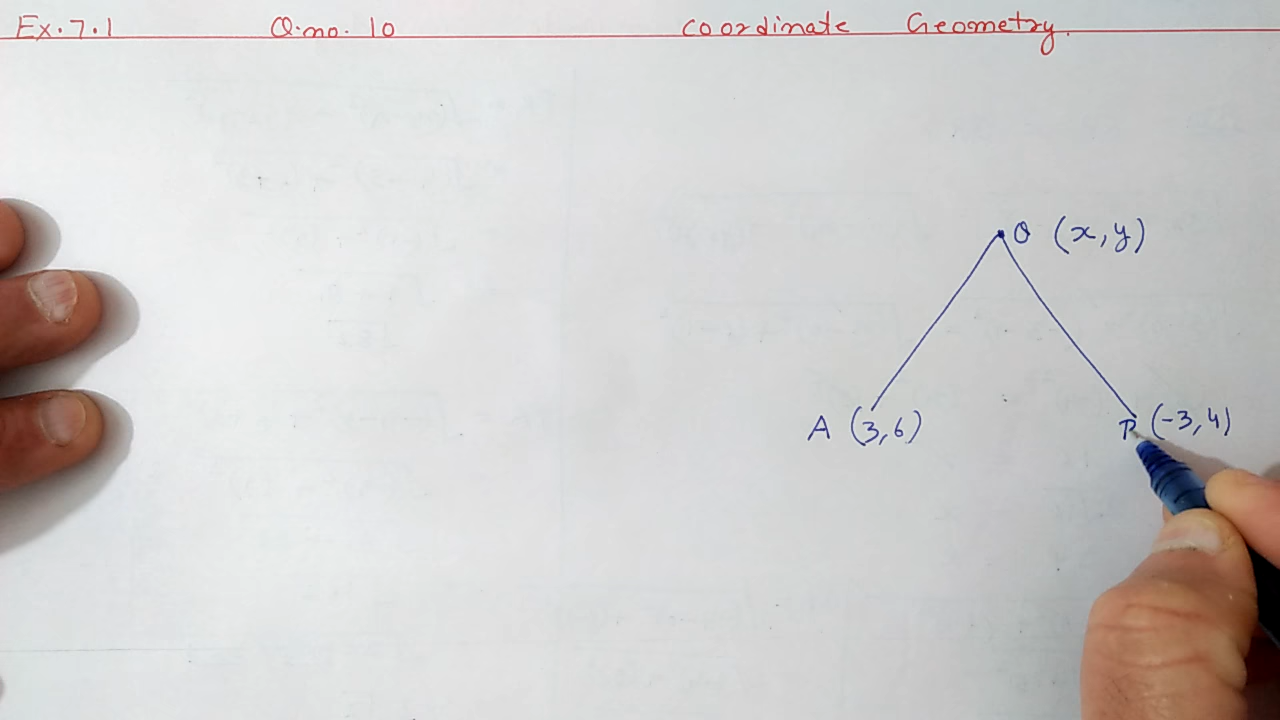 Ex. 7.1 Q.no. 10 Coordinate Geometry.
O (x, y)
A (3, 6) P (-3, 4)